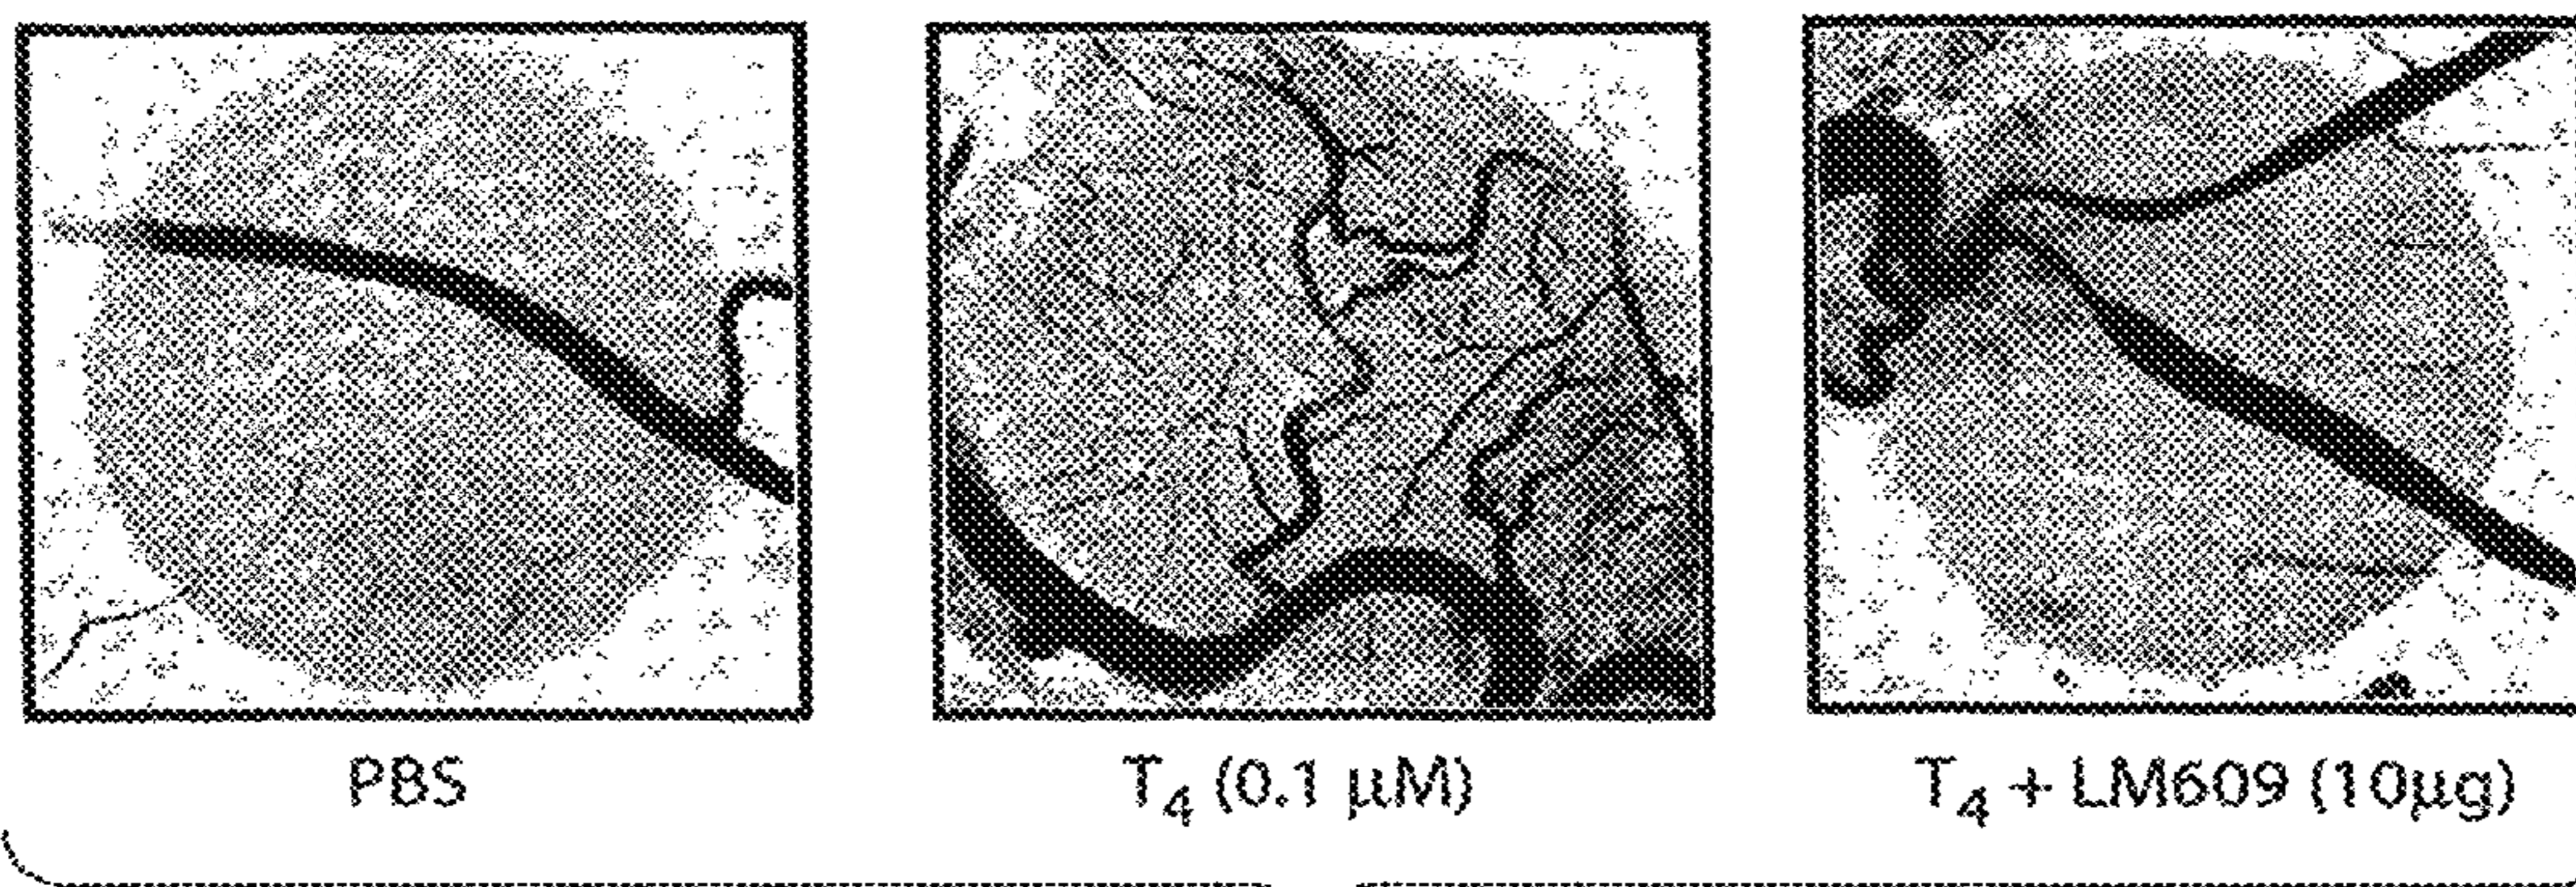 PBS
T₄ (0.1 μM)
T₄ + LM609 (10μg)